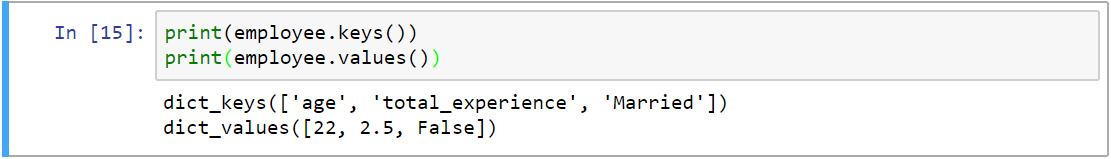 In [15]: print(employee.keys())
print(employee.values())
dict_keys(['age', 'total_experience', 'Married'])
dict_values([22, 2.5, False])